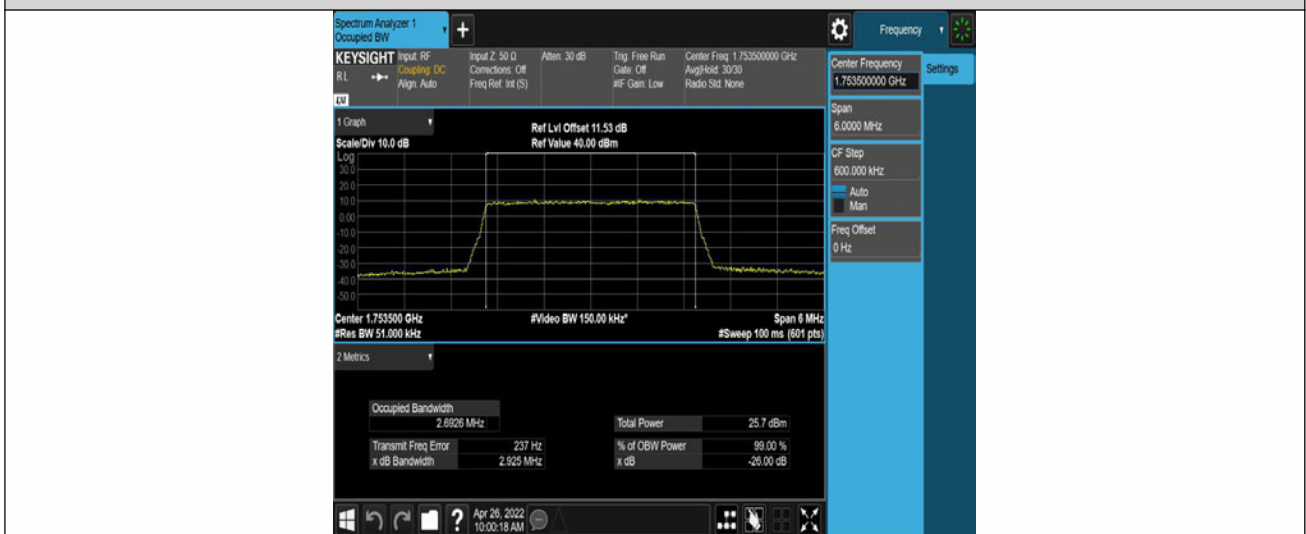 Spectrum Analyzer 1
Occupied BW
+
Frequency
KEYSIGHT
Input: RF
Coupling: DC
Align: Auto
RL
LXI
Input Z: 50 Ω
Corrections: Off
Freq Ref: Int (S)
Atten: 30 dB
Trig: Free Run
Gate: Off
#IF Gain: Low
Center Freq: 1.753500000 GHz
Avg|Hold: 30/30
Radio Std: None
Center Frequency
1.753500000 GHz
Settings
Span
6.0000 MHz
CF Step
600.000 kHz
Auto
Man
Freq Offset
0 Hz
1 Graph
Ref Lvl Offset 11.53 dB
Scale/Div 10.0 dB
Ref Value 40.00 dBm
Log
30.0
20.0
10.0
0.00
-10.0
-20.0
-30.0
-40.0
-50.0
Center 1.753500 GHz
#Video BW 150.00 kHz*
Span 6 MHz
#Res BW 51.000 kHz
#Sweep 100 ms (601 pts)
2 Metrics
Occupied Bandwidth
2.6926 MHz
Total Power 25.7 dBm
Transmit Freq Error 237 Hz
% of OBW Power 99.00 %
x dB Bandwidth 2.925 MHz
x dB -26.00 dB
?
Apr 26, 2022
10:00:18 AM